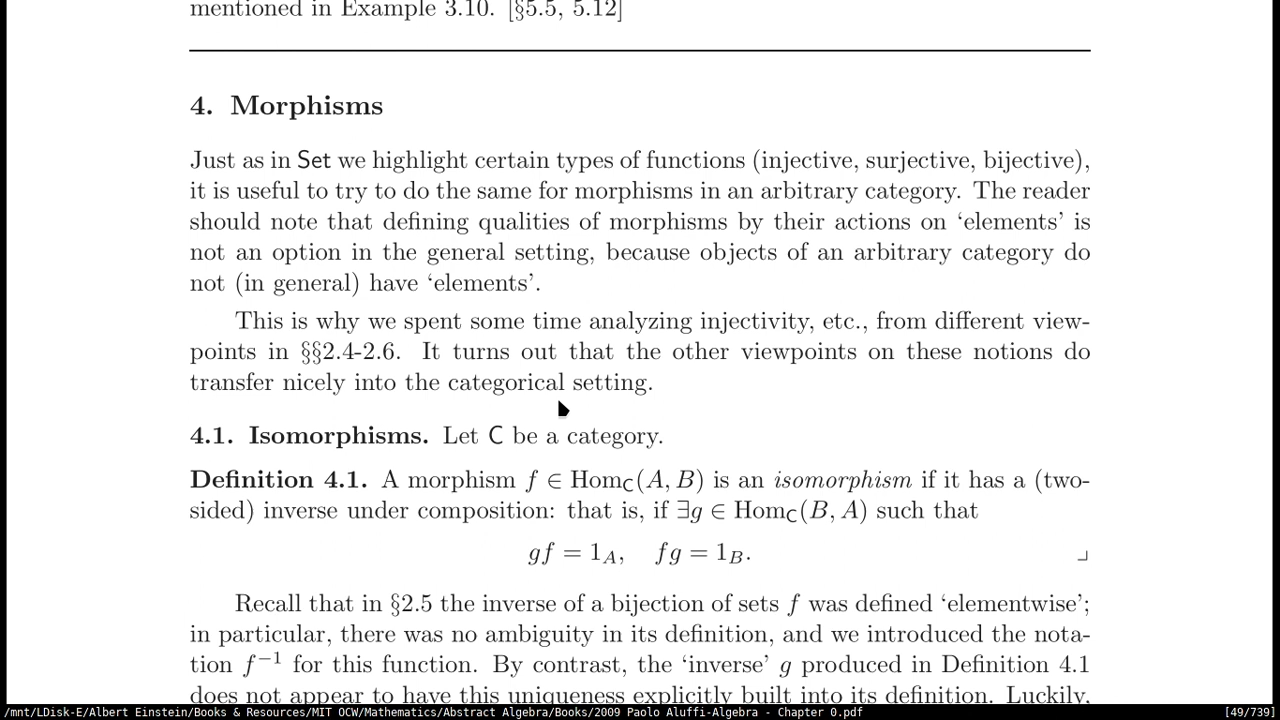 mentioned in Example 3.10. [§5.5, 5.12]
4. Morphisms
Just as in Set we highlight certain types of functions (injective, surjective, bijective),
it is useful to try to do the same for morphisms in an arbitrary category. The reader
should note that defining qualities of morphisms by their actions on ‘elements’ is
not an option in the general setting, because objects of an arbitrary category do
not (in general) have ‘elements’.
This is why we spent some time analyzing injectivity, etc., from different view-
points in §§2.4-2.6. It turns out that the other viewpoints on these notions do
transfer nicely into the categorical setting.
4.1. Isomorphisms. Let C be a category.
Definition 4.1. A morphism f ∈ Hom_C(A, B) is an isomorphism if it has a (two-
sided) inverse under composition: that is, if ∃g ∈ Hom_C(B, A) such that
gf = 1_A, fg = 1_B. ⌟
Recall that in §2.5 the inverse of a bijection of sets f was defined ‘elementwise’;
in particular, there was no ambiguity in its definition, and we introduced the nota-
tion f⁻¹ for this function. By contrast, the ‘inverse’ g produced in Definition 4.1
does not appear to have this uniqueness explicitly built into its definition. Luckily,
/mnt/LDisk-E/Albert Einstein/Books & Resources/MIT OCW/Mathematics/Abstract Algebra/Books/2009 Paolo Aluffi-Algebra - Chapter 0.pdf [49/739]